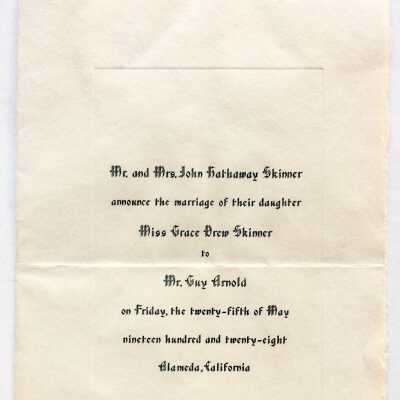 Mr. and Mrs. John Hathaway Skinner
announce the marriage of their daughter
Miss Grace Drew Skinner
to
Mr. Guy Arnold
on Friday, the twenty-fifth of May
nineteen hundred and twenty-eight
Alameda, California